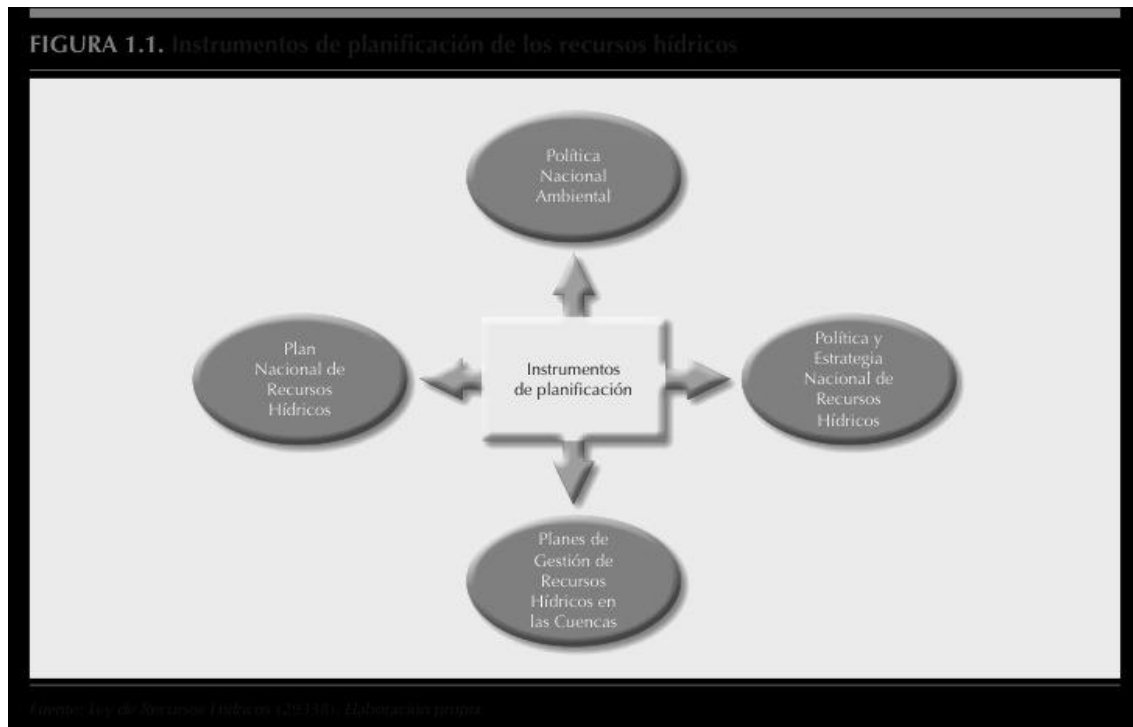 FIGURA 1.1. Instrumentos de planificación de los recursos hídricos
Política
Nacional
Ambiental
Plan
Nacional de
Recursos
Hídricos
Instrumentos
de planificación
Política y
Estrategia
Nacional de
Recursos
Hídricos
Planes de
Gestión de
Recursos
Hídricos en
las Cuencas
Fuente: Ley de Recursos Hídricos (29338). Elaboración propia.